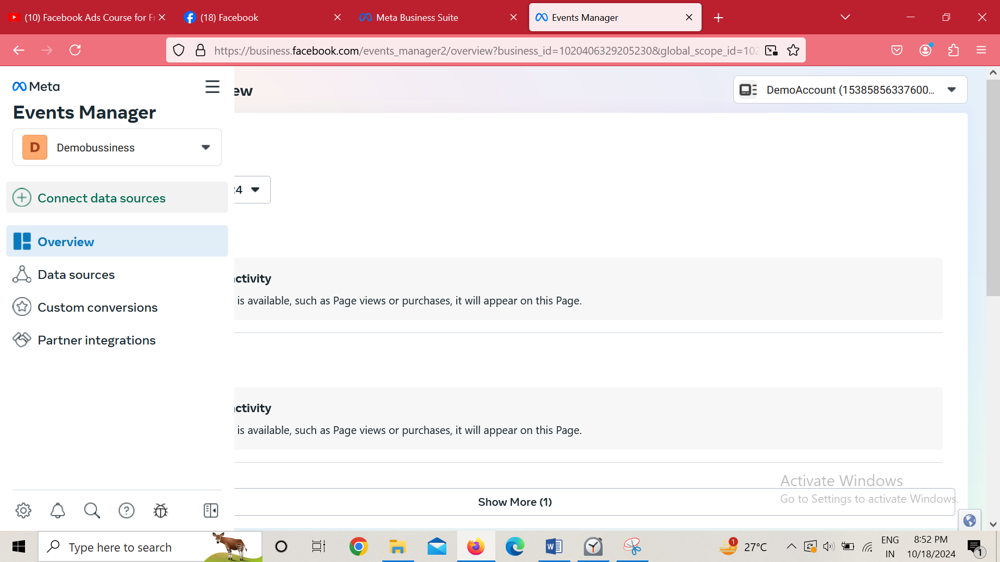 (10) Facebook Ads Course for Fr
(18) Facebook
Meta Business Suite
Events Manager
https://business.facebook.com/events_manager2/overview?business_id=1020406329205230&global_scope_id=102
Meta
ew
DemoAccount (15385856337600...
Events Manager
D
Demobussiness
24
Connect data sources
Overview
Data sources
Custom conversions
Partner integrations
activity
is available, such as Page views or purchases, it will appear on this Page.
activity
is available, such as Page views or purchases, it will appear on this Page.
Show More (1)
Activate Windows
Go to Settings to activate Windows.
Type here to search
1
27°C
ENG
IN
8:52 PM
10/18/2024
1